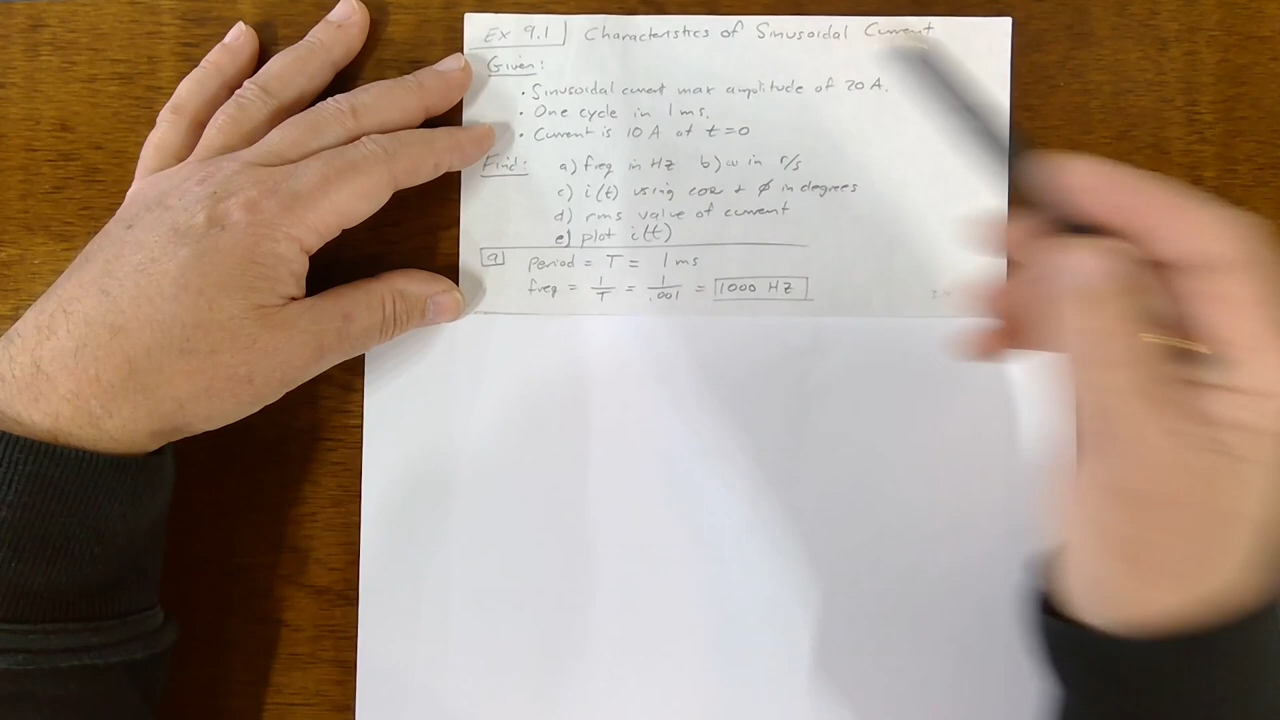 Ex 9.1 Characteristics of Sinusoidal Current
Given:
• Sinusoidal current max amplitude of 20 A.
• One cycle in 1 ms.
• Current is 10 A at t=0
Find: a) freq in Hz b) ω in r/s
c) i(t) using cos + φ in degrees
d) rms value of current
e) plot i(t)
a period = T = 1 ms
freq = 1/T = 1/.001 = 1000 Hz